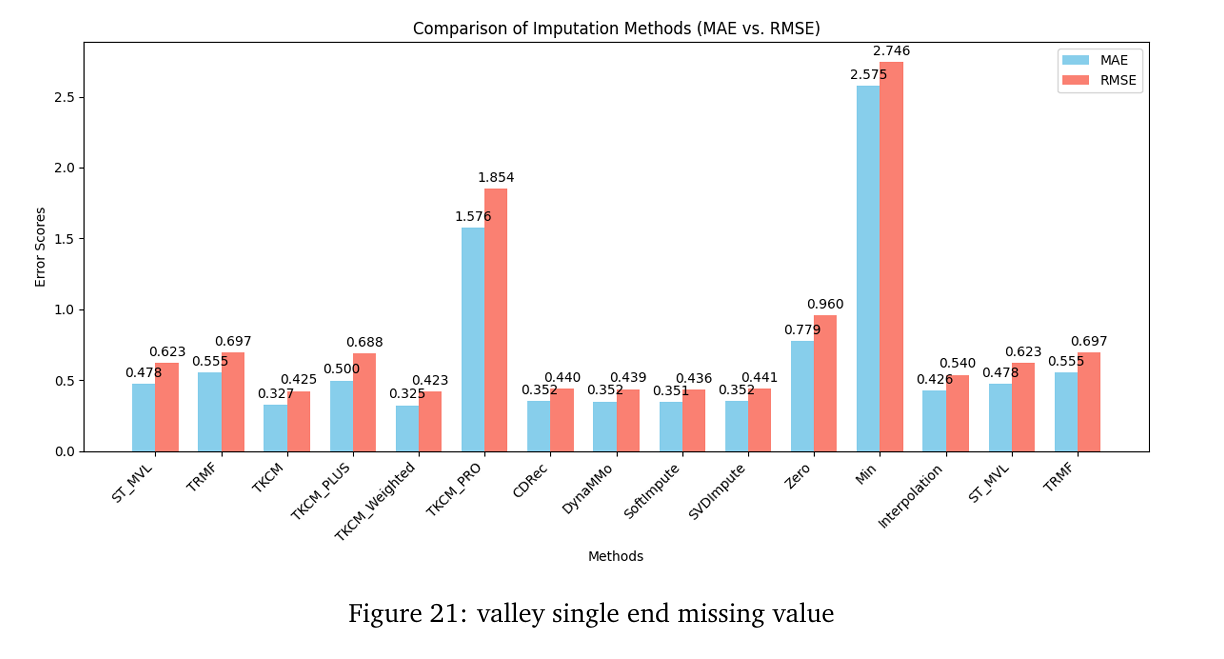 Comparison of Imputation Methods (MAE vs. RMSE)
MAE
RMSE
Error Scores
2.5
2.0
1.5
1.0
0.5
0.0
0.478
0.623
0.555
0.697
0.327
0.425
0.500
0.688
0.325
0.423
1.576
1.854
0.352
0.440
0.352
0.439
0.351
0.436
0.352
0.441
0.779
0.960
2.575
2.746
0.426
0.540
0.478
0.623
0.555
0.697
ST_MVL
TRMF
TKCM
TKCM_PLUS
TKCM_Weighted
TKCM_PRO
CDRec
DynaMMo
SoftImpute
SVDImpute
Zero
Min
Interpolation
ST_MVL
TRMF
Methods
Figure 21: valley single end missing value